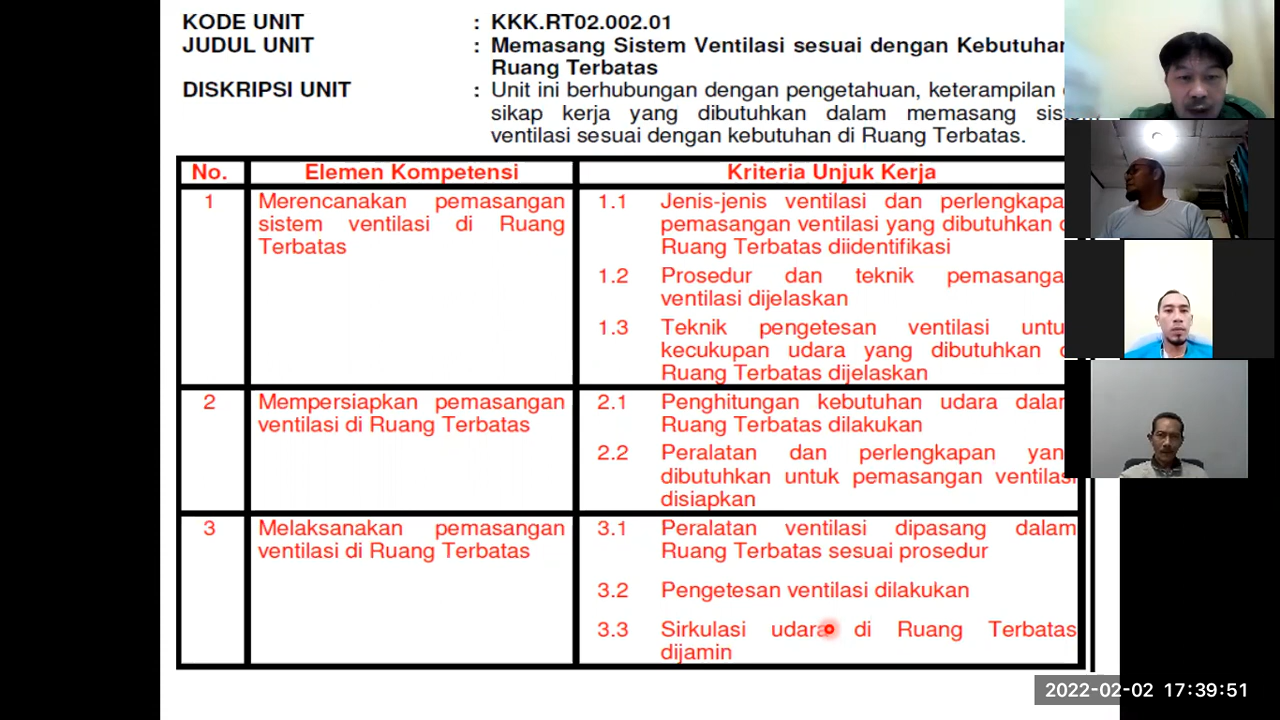 KODE UNIT : KKK.RT02.002.01
JUDUL UNIT : Memasang Sistem Ventilasi sesuai dengan
Ruang Terbatas
DISKRIPSI UNIT : Unit ini berhubungan dengan pengetahuan, keterampilan
sikap kerja yang dibutuhkan dalam memasang
ventilasi sesuai dengan kebutuhan di Ruang Terbatas.
No. Elemen Kompetensi Kriteria Unjuk Kerja
1 Merencanakan pemasangan
sistem ventilasi di Ruang
Terbatas
1.1 Jenis-jenis ventilasi dan
pemasangan ventilasi yang dibutuhkan
Ruang Terbatas diidentifikasi
1.2 Prosedur dan teknik
ventilasi dijelaskan
1.3 Teknik pengetesan ventilasi
kecukupan udara yang dibutuhkan
Ruang Terbatas dijelaskan
2 Mempersiapkan pemasangan
ventilasi di Ruang Terbatas
2.1 Penghitungan kebutuhan udara
Ruang Terbatas dilakukan
2.2 Peralatan dan perlengkapan
dibutuhkan untuk pemasangan ventilasi
disiapkan
3 Melaksanakan pemasangan
ventilasi di Ruang Terbatas
3.1 Peralatan ventilasi dipasang dalam
Ruang Terbatas sesuai prosedur
3.2 Pengetesan ventilasi dilakukan
3.3 Sirkulasi udara di Ruang Terbatas
dijamin
2022-02-02 17:39:51